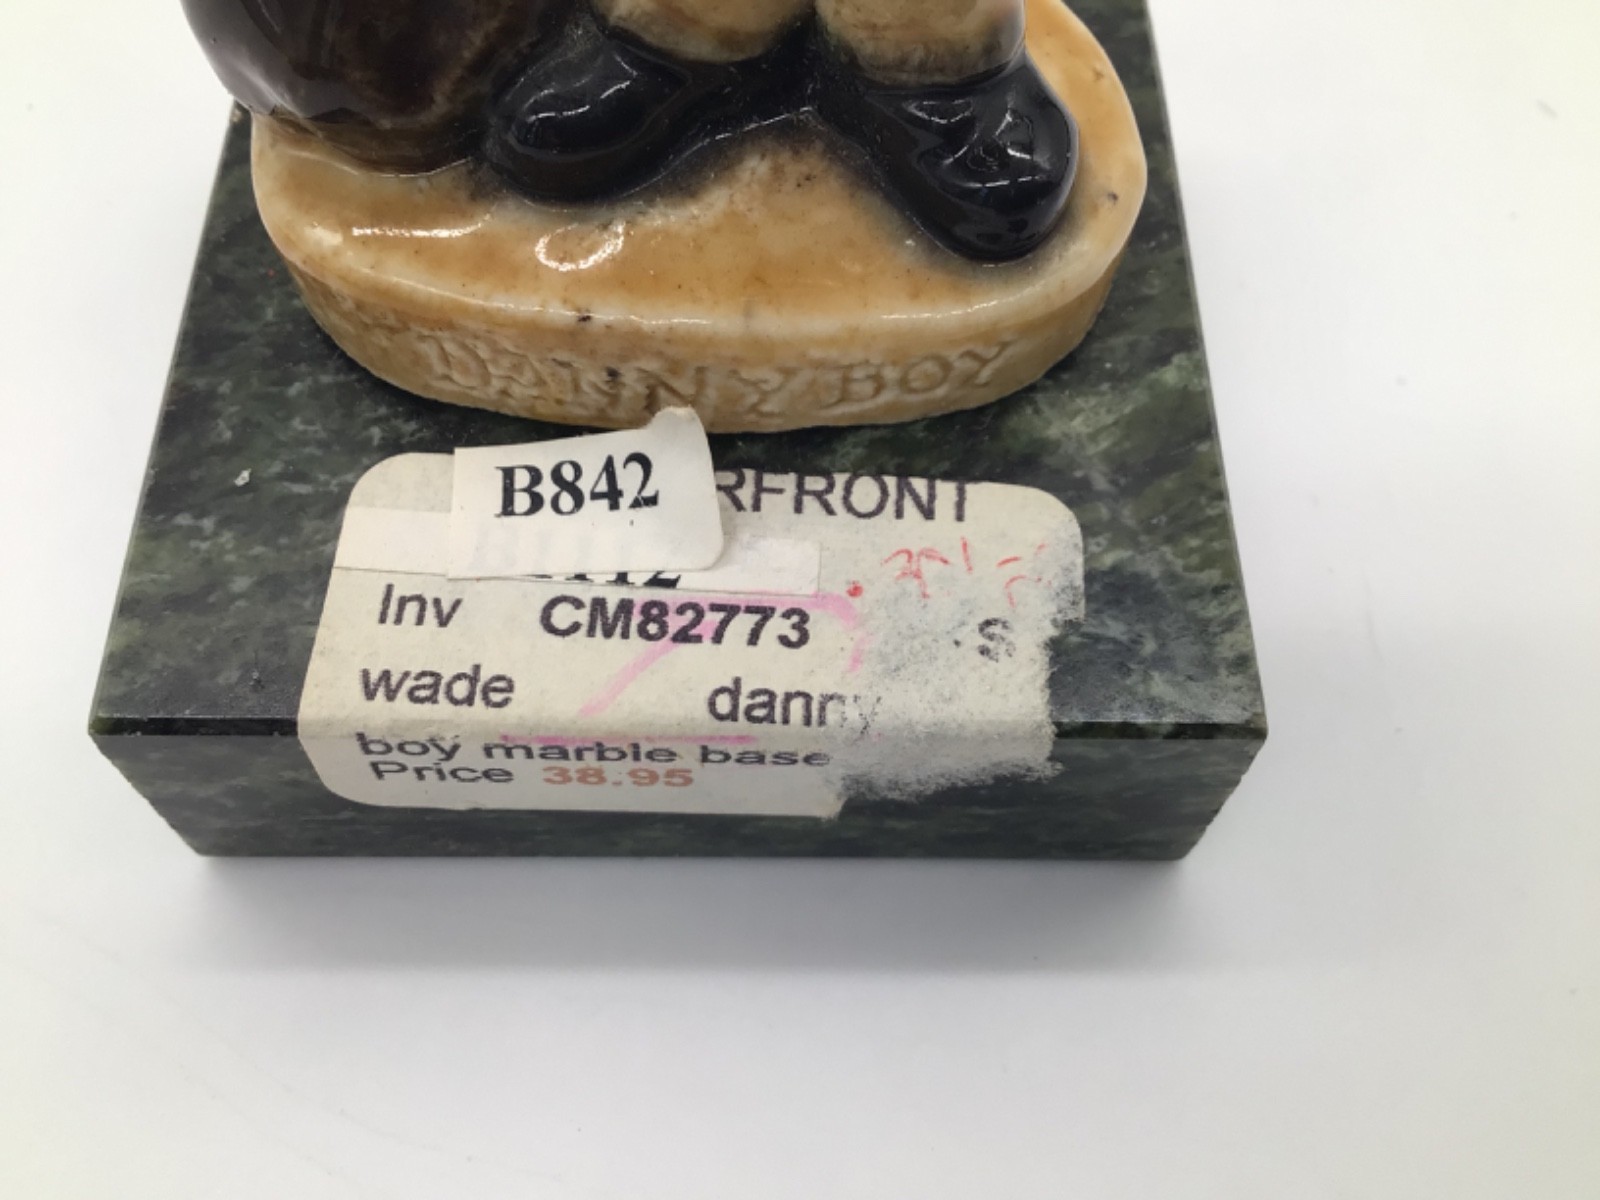 DANNY BOY
B842
RFRONT
Inv CM82773
S
wade danny
boy marble base
Price 38.95